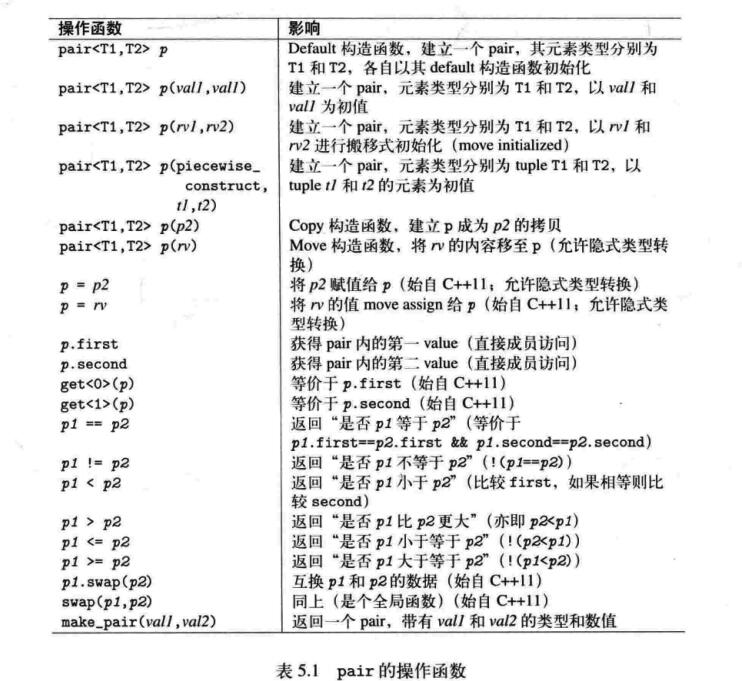 操作函数 影响
pair<T1,T2> p Default 构造函数，建立一个 pair，其元素类型分别为
T1 和 T2，各自以其 default 构造函数初始化
pair<T1,T2> p(val1,val1) 建立一个 pair，元素类型分别为 T1 和 T2，以 val1 和
val1 为初值
pair<T1,T2> p(rv1,rv2) 建立一个 pair，元素类型分别为 T1 和 T2，以 rv1 和
rv2 进行搬移式初始化（move initialized）
pair<T1,T2> p(piecewise_ 建立一个 pair，元素类型分别为 tuple T1 和 T2，以
construct, tuple t1 和 t2 的元素为初值
t1,t2)
pair<T1,T2> p(p2) Copy 构造函数，建立 p 成为 p2 的拷贝
pair<T1,T2> p(rv) Move 构造函数，将 rv 的内容移至 p（允许隐式类型转
换）
p = p2 将 p2 赋值给 p（始自 C++11；允许隐式类型转换）
p = rv 将 rv 的值 move assign 给 p（始自 C++11；允许隐式类
型转换）
p.first 获得 pair 内的第一 value（直接成员访问）
p.second 获得 pair 内的第二 value（直接成员访问）
get<0>(p) 等价于 p.first（始自 C++11）
get<1>(p) 等价于 p.second（始自 C++11）
p1 == p2 返回“是否 p1 等于 p2”（等价于
p1.first==p2.first && p1.second==p2.second）
p1 != p2 返回“是否 p1 不等于 p2”（!(p1==p2)）
p1 < p2 返回“是否 p1 小于 p2”（比较 first，如果相等则比
较 second）
p1 > p2 返回“是否 p1 比 p2 更大”（亦即 p2<p1）
p1 <= p2 返回“是否 p1 小于等于 p2”（!(p2<p1)）
p1 >= p2 返回“是否 p1 大于等于 p2”（!(p1<p2)）
p1.swap(p2) 互换 p1 和 p2 的数据（始自 C++11）
swap(p1,p2) 同上（是个全局函数）（始自 C++11）
make_pair(val1,val2) 返回一个 pair，带有 val1 和 val2 的类型和数值
表 5.1 pair 的操作函数